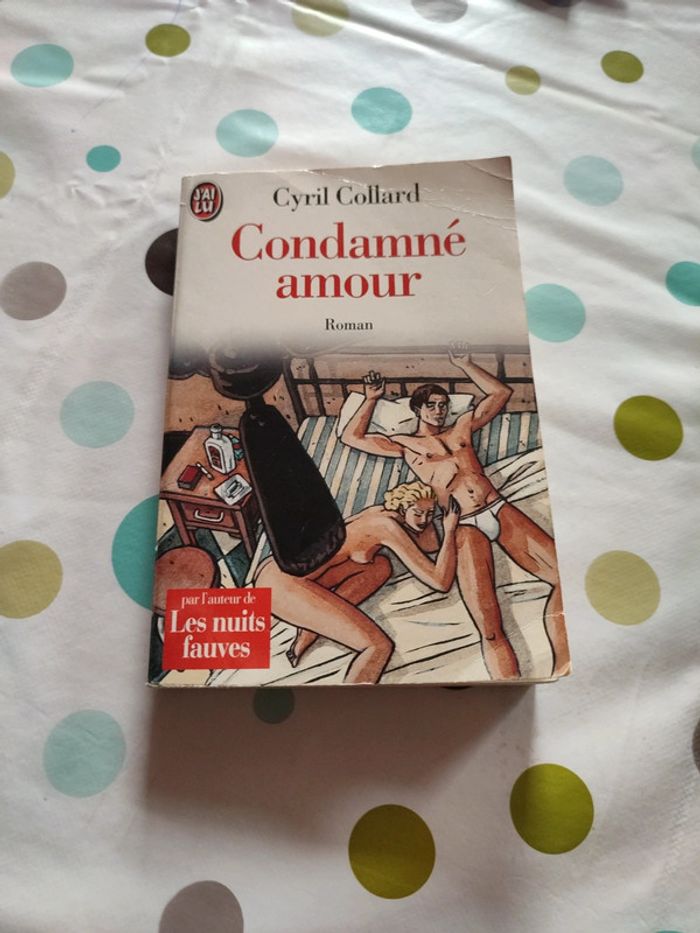 J'AI
LU
Cyril Collard
Condamné
amour
Roman
par l'auteur de
Les nuits
fauves